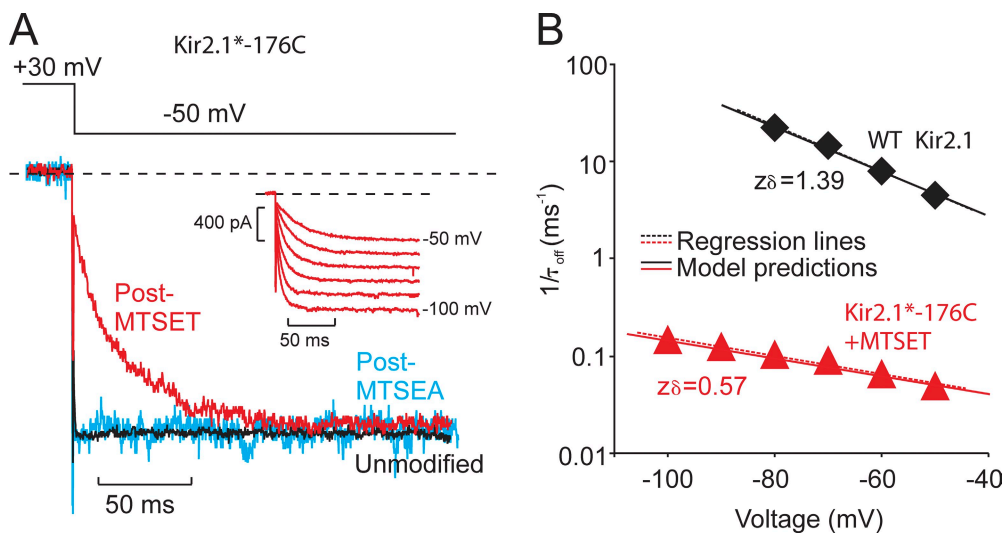 A
Kir2.1*-176C
+30 mV
-50 mV
400 pA
-50 mV
-100 mV
50 ms
Post-
MTSET
Post-
MTSEA
Unmodified
50 ms
B
100
10
1
0.1
0.01
1/τoff (ms-1)
WT Kir2.1
zδ=1.39
Regression lines
Model predictions
Kir2.1*-176C
+MTSET
zδ=0.57
-100
-80
-60
-40
Voltage (mV)